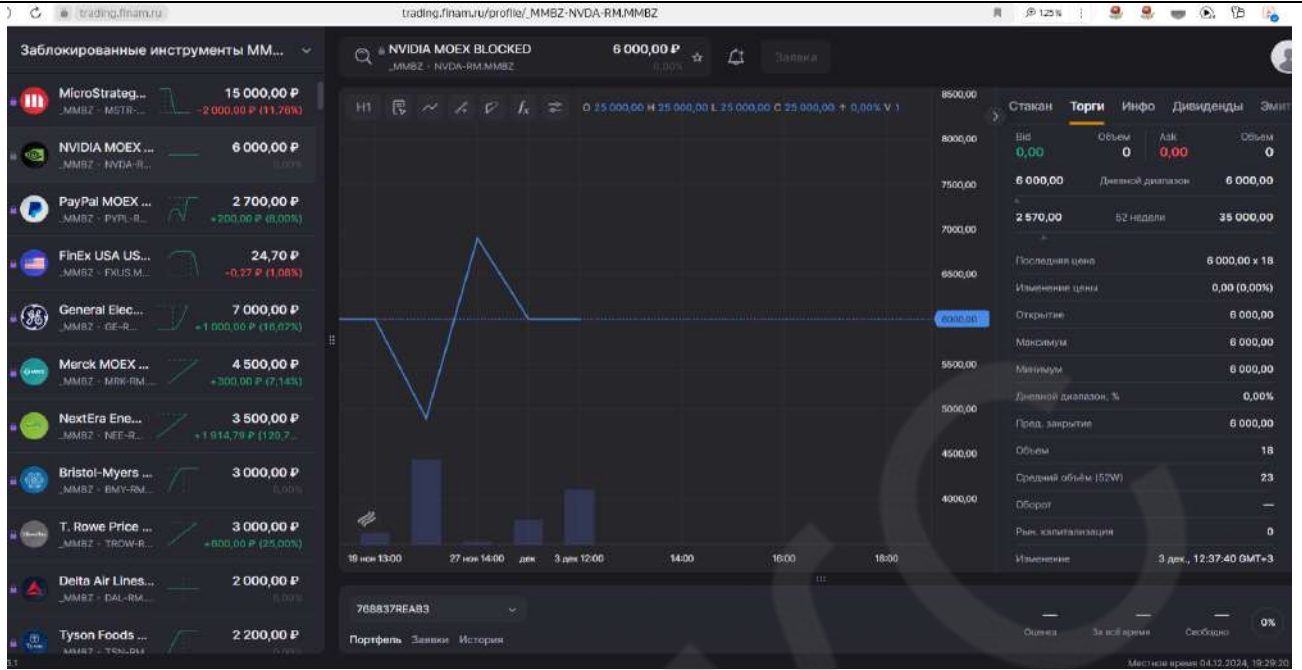 trading.finam.ru
trading.finam.ru/profile/_MMBZ-NVDA-RM.MMBZ
125 %
Заблокированные инструменты MM...
MicroStrateg...
15 000,00 ₽
_MMBZ · MSTR-...
-2 000,00 ₽ (11,76%)
NVIDIA MOEX ...
6 000,00 ₽
_MMBZ · NVDA-R...
0,00%
PayPal MOEX ...
2 700,00 ₽
_MMBZ · PYPL-R...
+200,00 ₽ (8,00%)
FinEx USA US...
24,70 ₽
_MMBZ · FXUS.M...
-0,27 ₽ (1,08%)
General Elec...
7 000,00 ₽
_MMBZ · GE-R...
+1 000,00 ₽ (16,67%)
Merck MOEX ...
4 500,00 ₽
_MMBZ · MRK-RM....
+300,00 ₽ (7,14%)
NextEra Ene...
3 500,00 ₽
_MMBZ · NEE-R...
+1 914,79 ₽ (120,7...
Bristol-Myers ...
3 000,00 ₽
_MMBZ · BMY-RM...
0,00%
T. Rowe Price ...
3 000,00 ₽
_MMBZ · TROW-R...
+600,00 ₽ (25,00%)
Delta Air Lines...
2 000,00 ₽
_MMBZ · DAL-RM....
0,00%
Tyson Foods ...
2 200,00 ₽
_MMBZ · TSN-RM
0,00%
NVIDIA MOEX BLOCKED
6 000,00 ₽
_MMBZ · NVDA-RM.MMBZ
0,00%
Заявка
H1
O 25 000,00 H 25 000,00 L 25 000,00 C 25 000,00 + 0,00% V 1
8500,00
8000,00
7500,00
7000,00
6500,00
6000,00
5500,00
5000,00
4500,00
4000,00
19 ноя 13:00
27 ноя 14:00
дек
3 дек 12:00
14:00
16:00
18:00
768837REAB3
Портфель Заявки История
Стакан Торги Инфо Дивиденды Эмит
Bid Объем Ask Объем
0,00 0 0,00 0
6 000,00 Дневной диапазон 6 000,00
2 570,00 52 недели 35 000,00
Последняя цена 6 000,00 x 18
Изменение цены 0,00 (0,00%)
Открытие 6 000,00
Максимум 6 000,00
Минимум 6 000,00
Дневной диапазон, % 0,00%
Пред. закрытие 6 000,00
Объем 18
Средний объём (52W) 23
Оборот —
Рын. капитализация 0
Изменение 3 дек., 12:37:40 GMT+3
— — — 0%
Оценка За всё время Свободно
Местное время 04.12.2024, 19:29:20